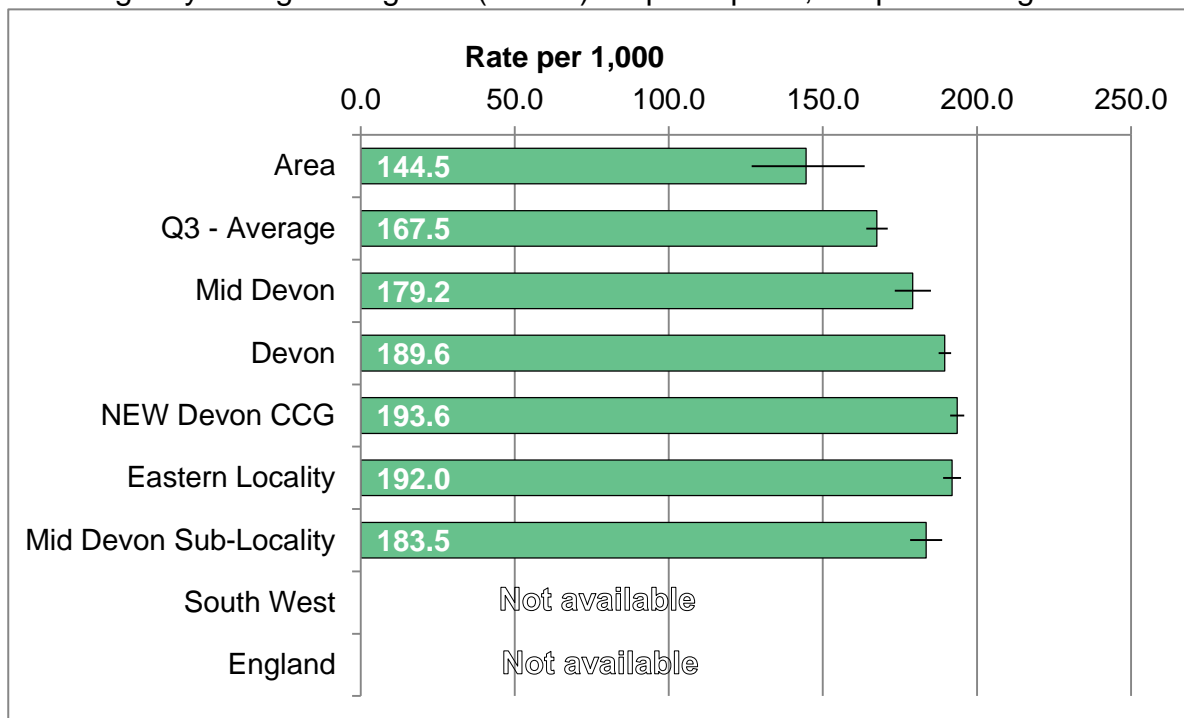 Rate per 1,000
0.0 50.0 100.0 150.0 200.0 250.0
Area 144.5
Q3 - Average 167.5
Mid Devon 179.2
Devon 189.6
NEW Devon CCG 193.6
Eastern Locality 192.0
Mid Devon Sub-Locality 183.5
South West Not available
England Not available